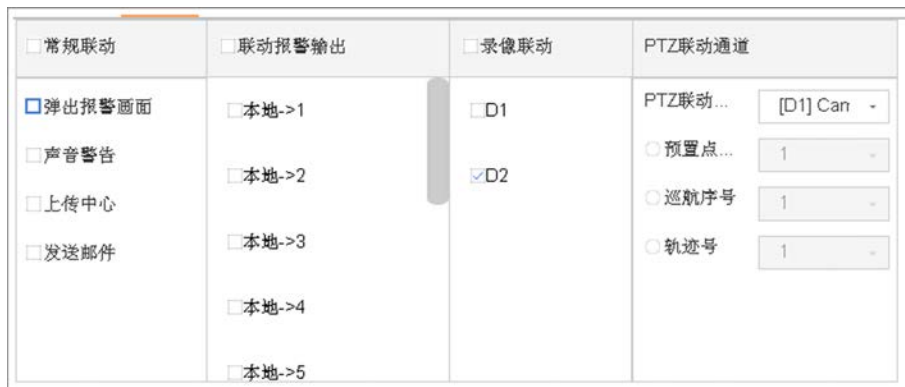 常规联动
联动报警输出
录像联动
PTZ联动通道
弹出报警画面
声音警告
上传中心
发送邮件
本地->1
本地->2
本地->3
本地->4
本地->5
D1
D2
PTZ联动... [D1] Cam
预置点... 1
巡航序号 1
轨迹号 1